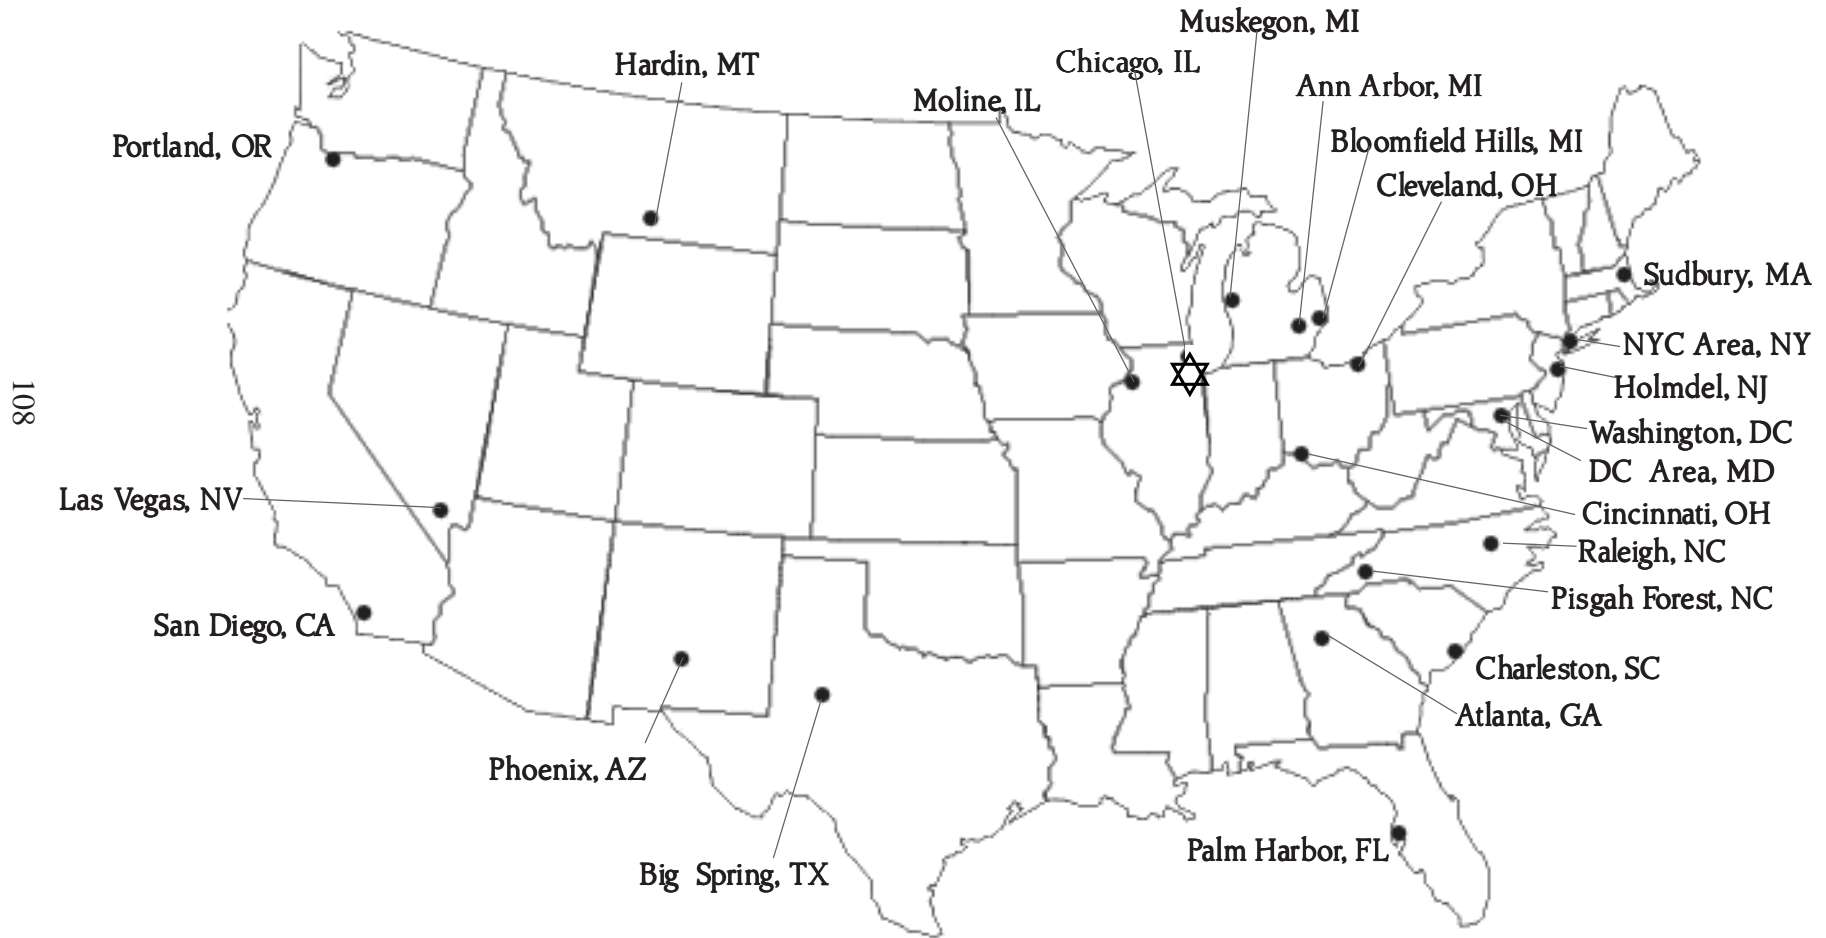 Muskegon, MI
Chicago, IL
Hardin, MT
Ann Arbor, MI
Moline, IL
Bloomfield Hills, MI
Portland, OR
Cleveland, OH
Sudbury, MA
NYC Area, NY
Holmdel, NJ
108
Washington, DC
DC Area, MD
Las Vegas, NV
Cincinnati, OH
Raleigh, NC
Pisgah Forest, NC
San Diego, CA
Charleston, SC
Atlanta, GA
Phoenix, AZ
Palm Harbor, FL
Big Spring, TX